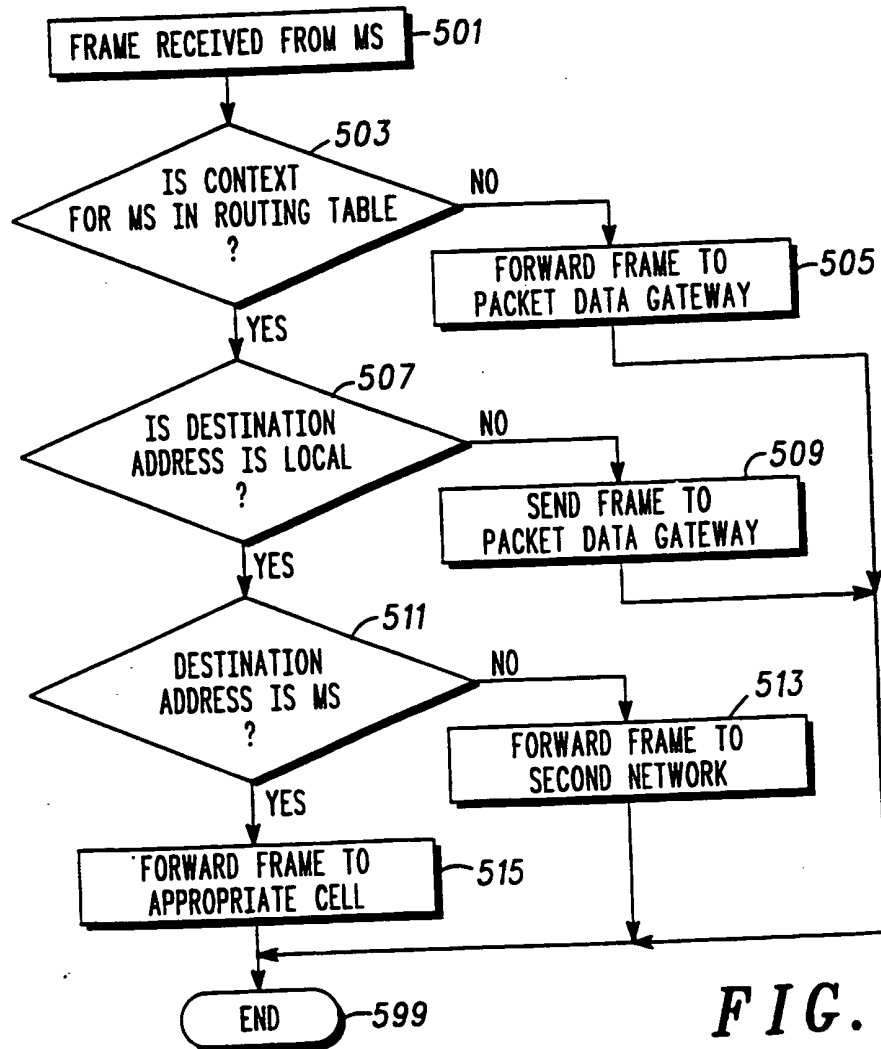 FRAME RECEIVED FROM MS
501
503
IS CONTEXT
FOR MS IN ROUTING TABLE
?
NO
FORWARD FRAME TO
PACKET DATA GATEWAY
505
YES
507
IS DESTINATION
ADDRESS IS LOCAL
?
NO
509
SEND FRAME TO
PACKET DATA GATEWAY
YES
511
DESTINATION
ADDRESS IS MS
?
NO
513
FORWARD FRAME TO
SECOND NETWORK
YES
FORWARD FRAME TO
APPROPRIATE CELL
515
END
599
FIG.